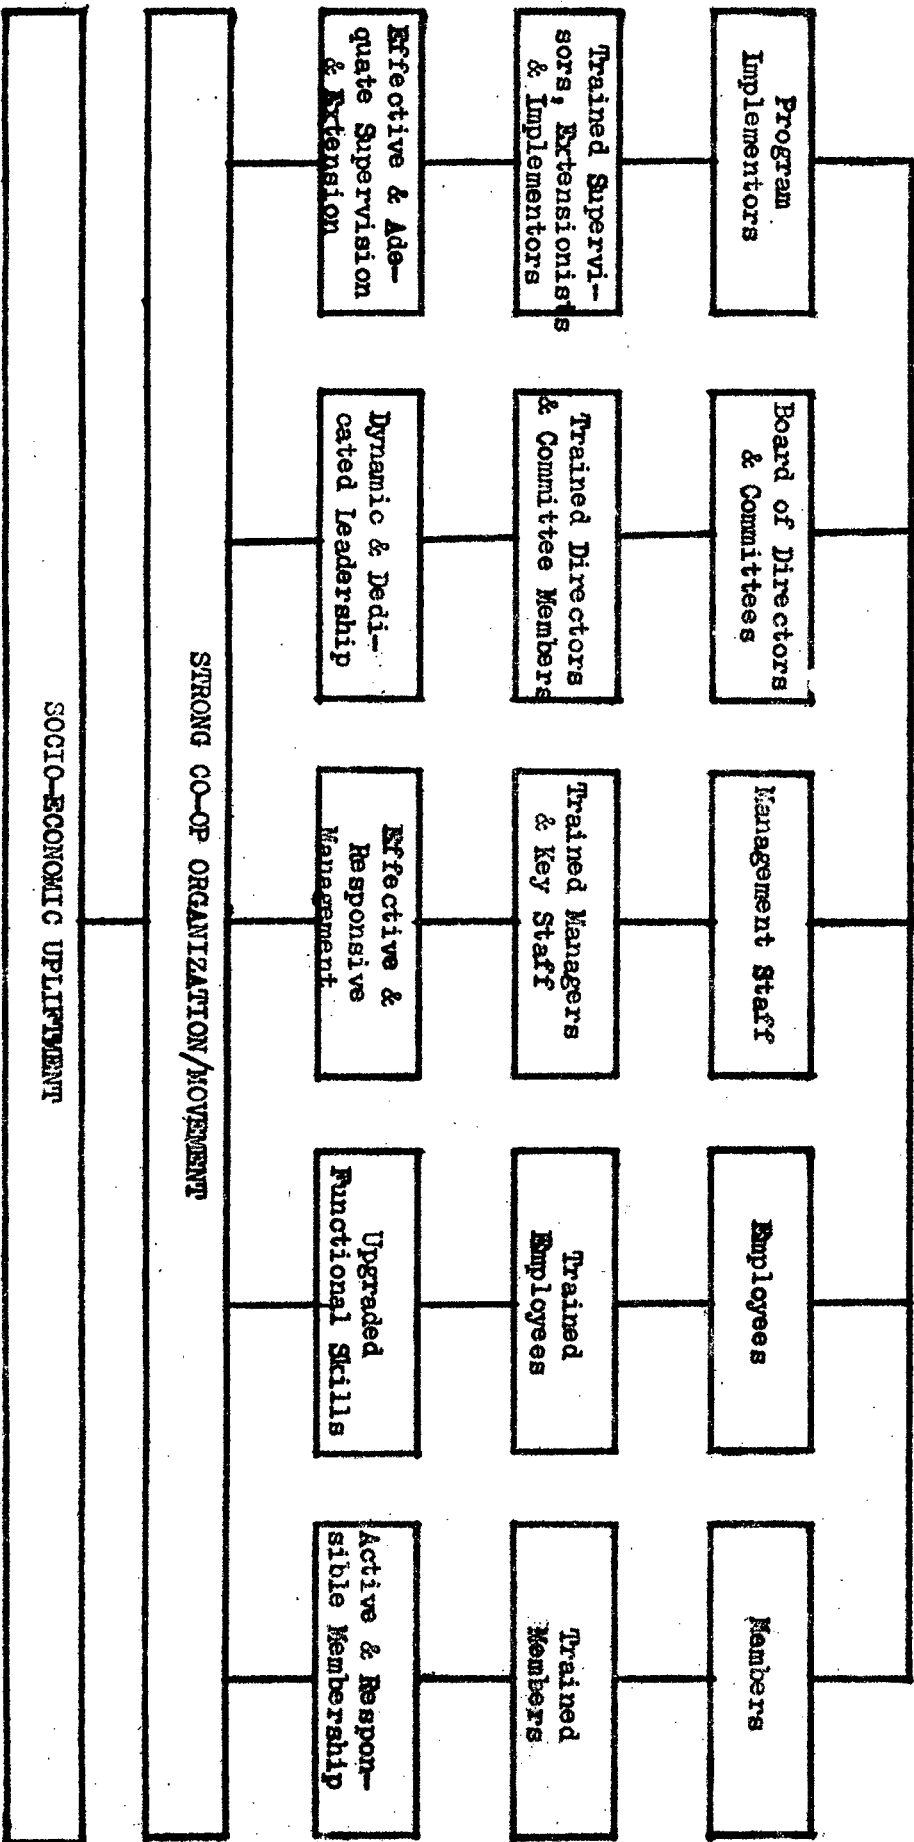 Program
Implementors
Board of Directors
& Committees
Management Staff
Employees
Members
Trained Supervi-
sors, Extensionists
& Implementors
Trained Directors
& Committee Members
Trained Managers
& Key Staff
Trained
Employees
Trained
Members
Effective & Ade-
quate Supervision
& Extension
Dynamic & Dedi-
cated Leadership
Effective &
Responsive
Management
Upgraded
Functional Skills
Active & Respon-
sible Membership
STRONG CO-OP ORGANIZATION/MOVEMENT
SOCIO-ECONOMIC UPLIFTMENT